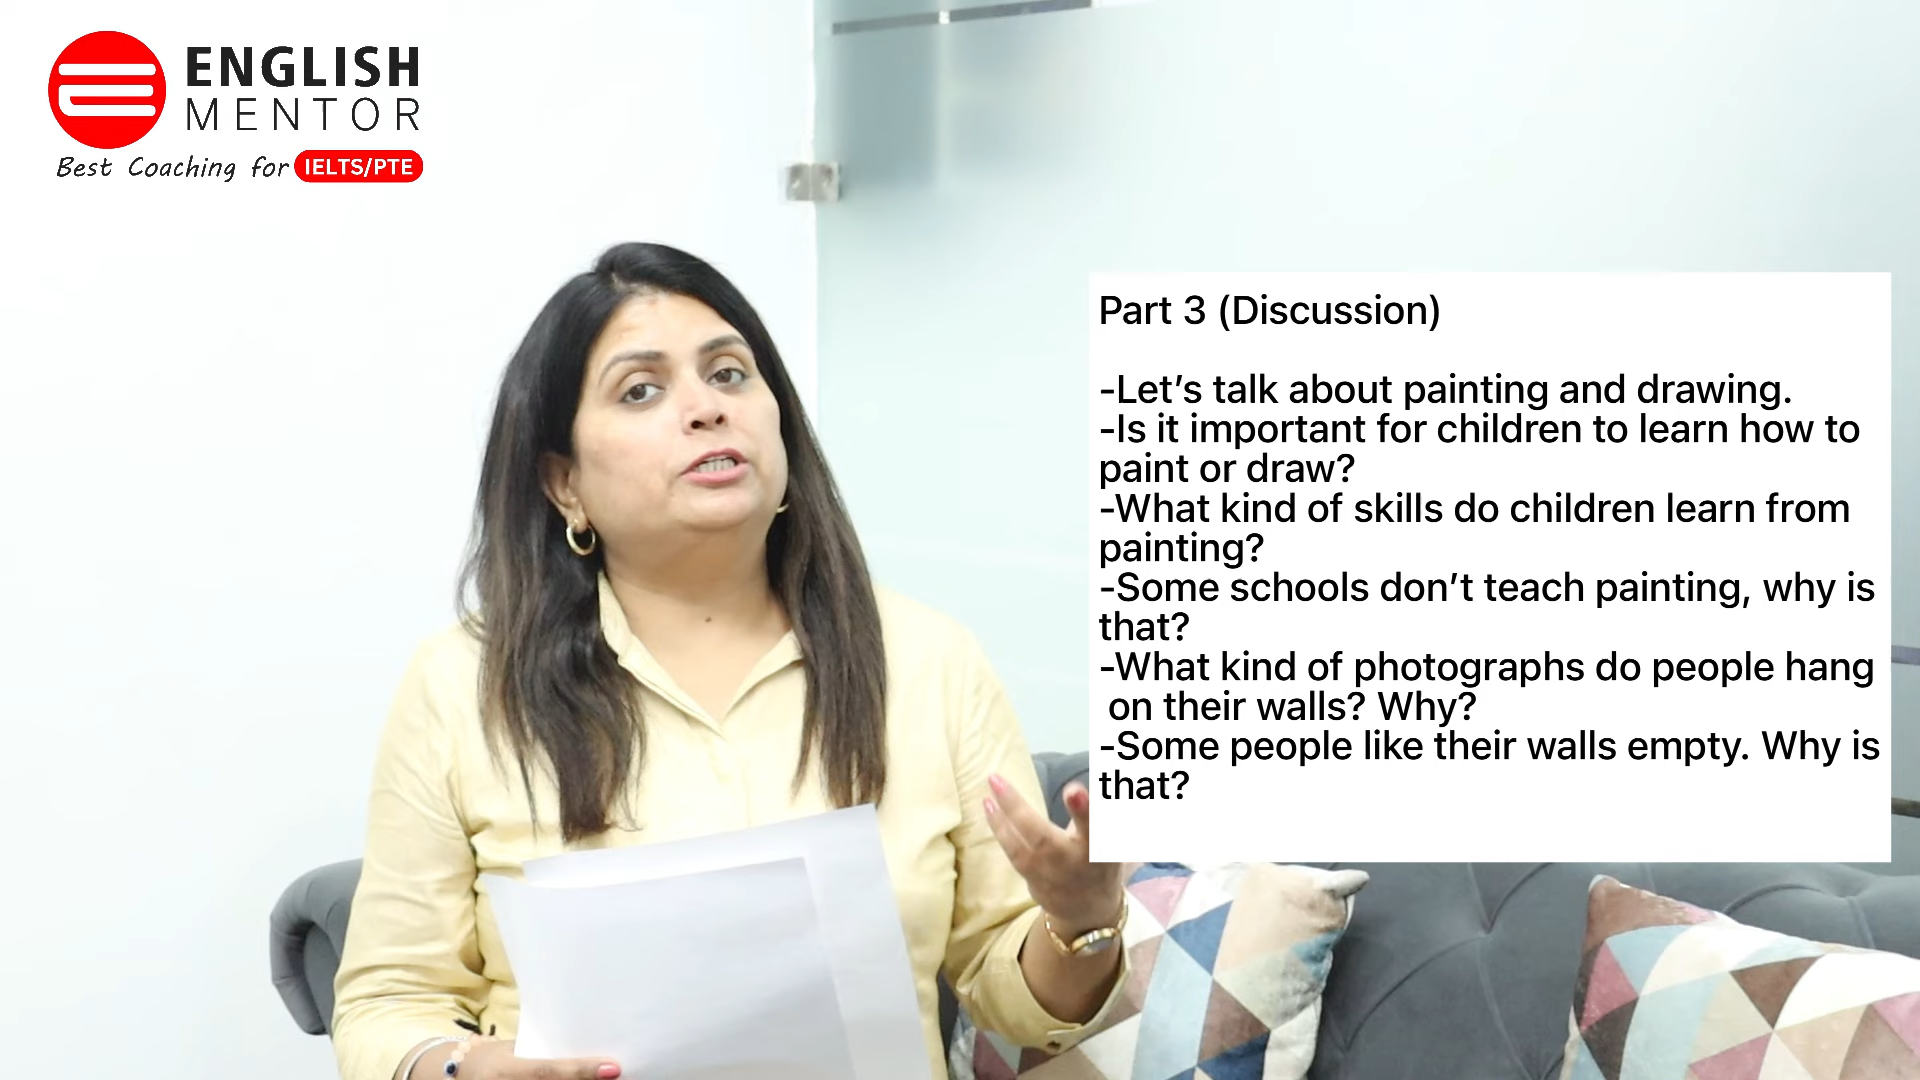 ENGLISH
MENTOR
Best Coaching for IELTS/PTE
Part 3 (Discussion)
-Let’s talk about painting and drawing.
-Is it important for children to learn how to
paint or draw?
-What kind of skills do children learn from
painting?
-Some schools don’t teach painting, why is
that?
-What kind of photographs do people hang
on their walls? Why?
-Some people like their walls empty. Why is
that?